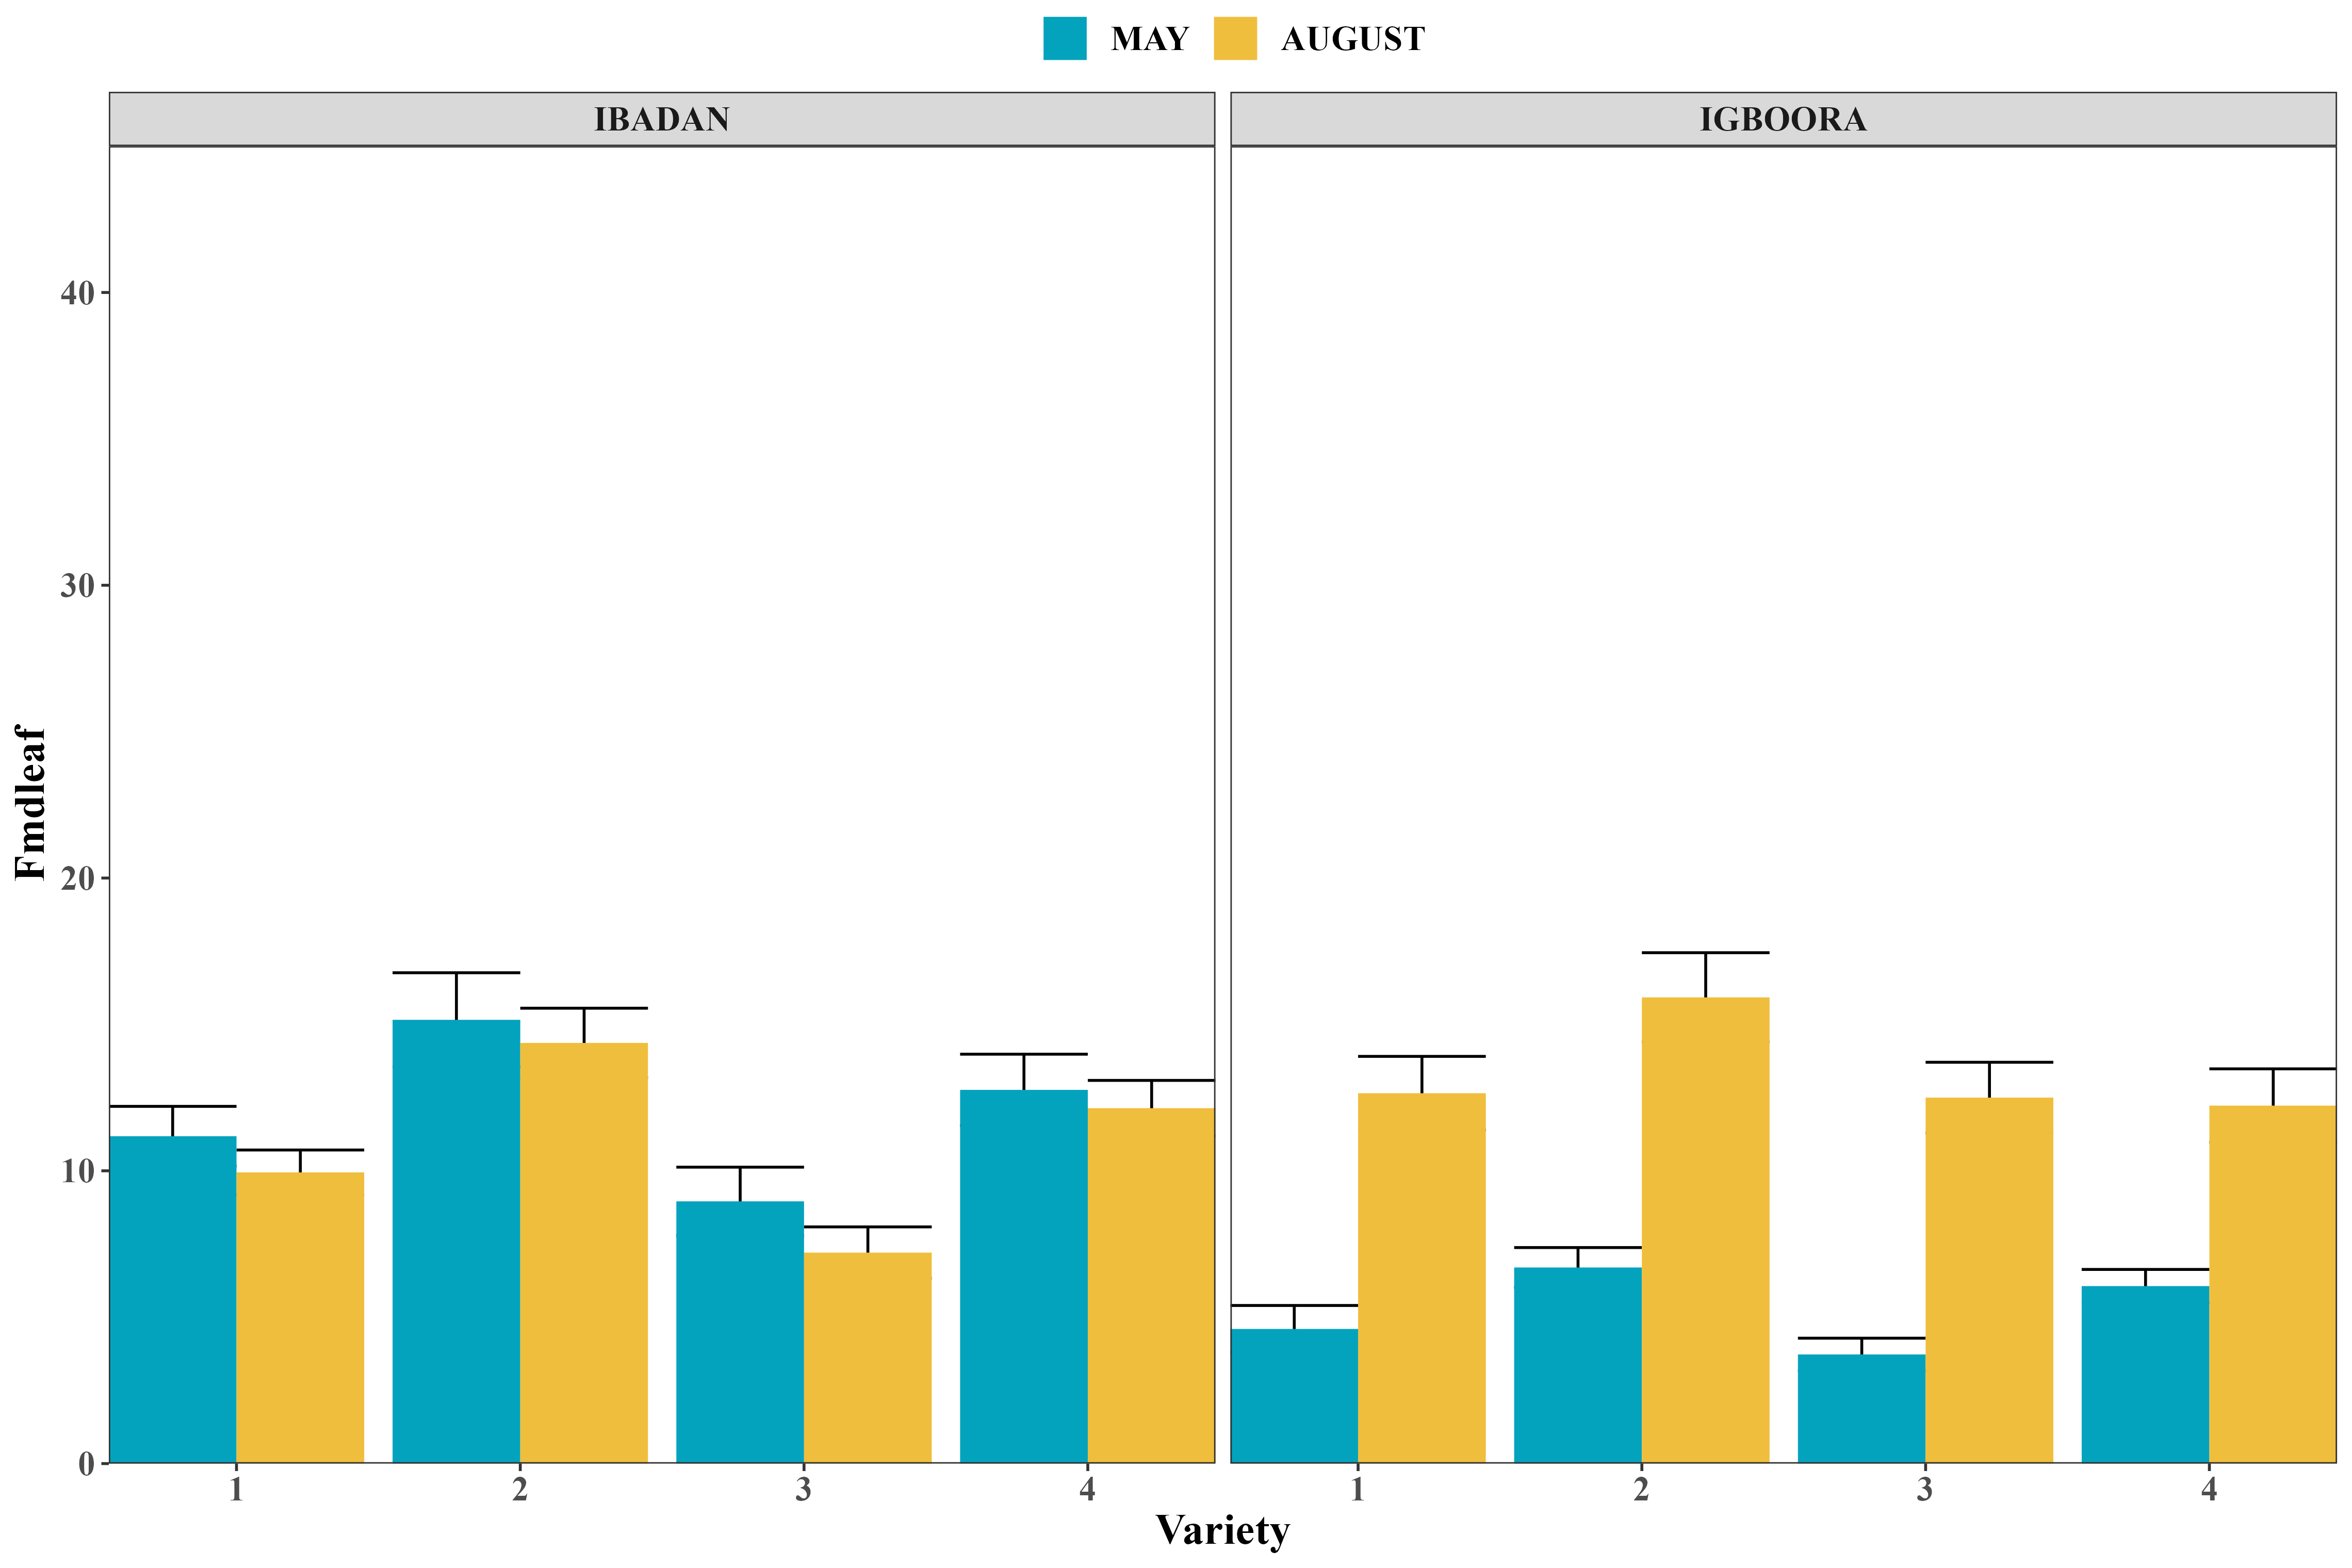 MAY AUGUST
IBADAN IGBOORA
40
30
20
10
0
Fmdleaf
1 2 3 4 1 2 3 4
Variety